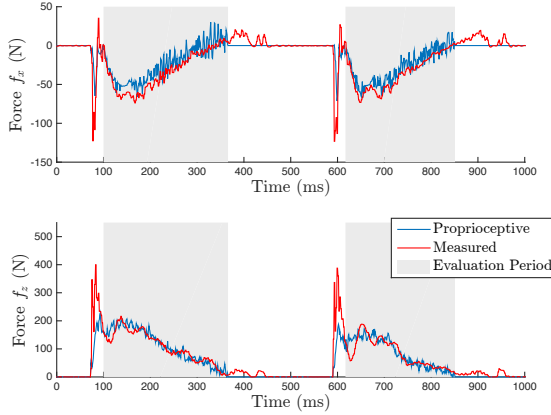 50
0
-50
-100
-150
Force fx (N)
0 100 200 300 400 500 600 700 800 900 1000
Time (ms)
500
400
300
200
100
0
Force fz (N)
Proprioceptive
Measured
Evaluation Period
0 100 200 300 400 500 600 700 800 900 1000
Time (ms)